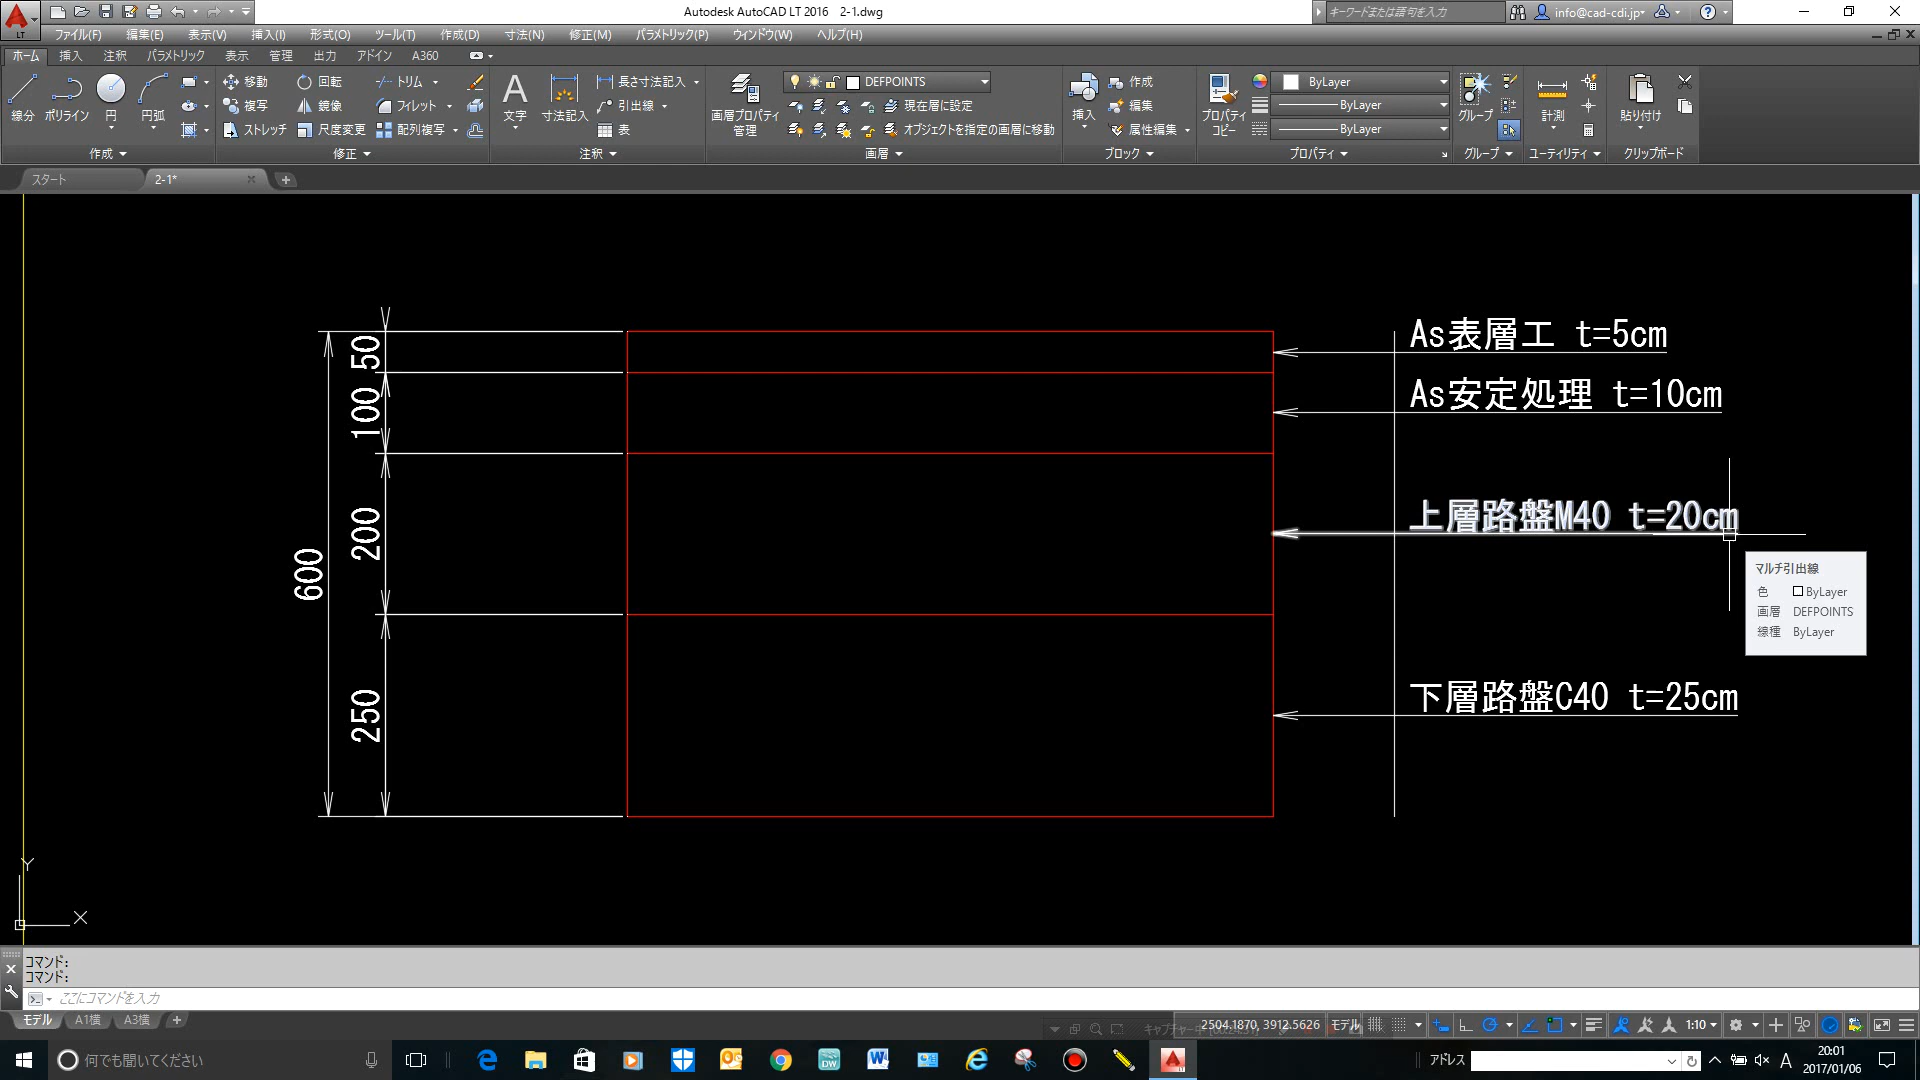 Autodesk AutoCAD LT 2016 2-1.dwg
キーワードまたは語句を入力
info@cad-cdi.jp
LT
ファイル(F) 編集(E) 表示(V) 挿入(I) 形式(O) ツール(T) 作成(D) 寸法(N) 修正(M) パラメトリック(P) ウィンドウ(W) ヘルプ(H)
ホーム 挿入 注釈 パラメトリック 表示 管理 出力 アドイン A360
線分 ポリライン 円 円弧
移動 回転 トリム
複写 鏡像 フィレット
ストレッチ 尺度変更 配列複写
文字 寸法記入
長さ寸法記入
引出線
表
画層プロパティ管理
DEFPOINTS
現在層に設定
オブジェクトを指定の画層に移動
挿入
作成
編集
属性編集
プロパティコピー
ByLayer
ByLayer
ByLayer
グループ
計測
貼り付け
作成 修正 注釈 画層 ブロック プロパティ グループ ユーティリティ クリップボード
スタート 2-1*
50
100
200
250
600
As表層工 t=5cm
As安定処理 t=10cm
上層路盤M40 t=20cm
下層路盤C40 t=25cm
マルチ引出線
色 ByLayer
画層 DEFPOINTS
線種 ByLayer
Y
X
コマンド:
コマンド:
ここにコマンドを入力
モデル A1横 A3横
2504.1870, 3912.5626 モデル
1:10
何でも聞いてください
アドレス
A
20:01
2017/01/06